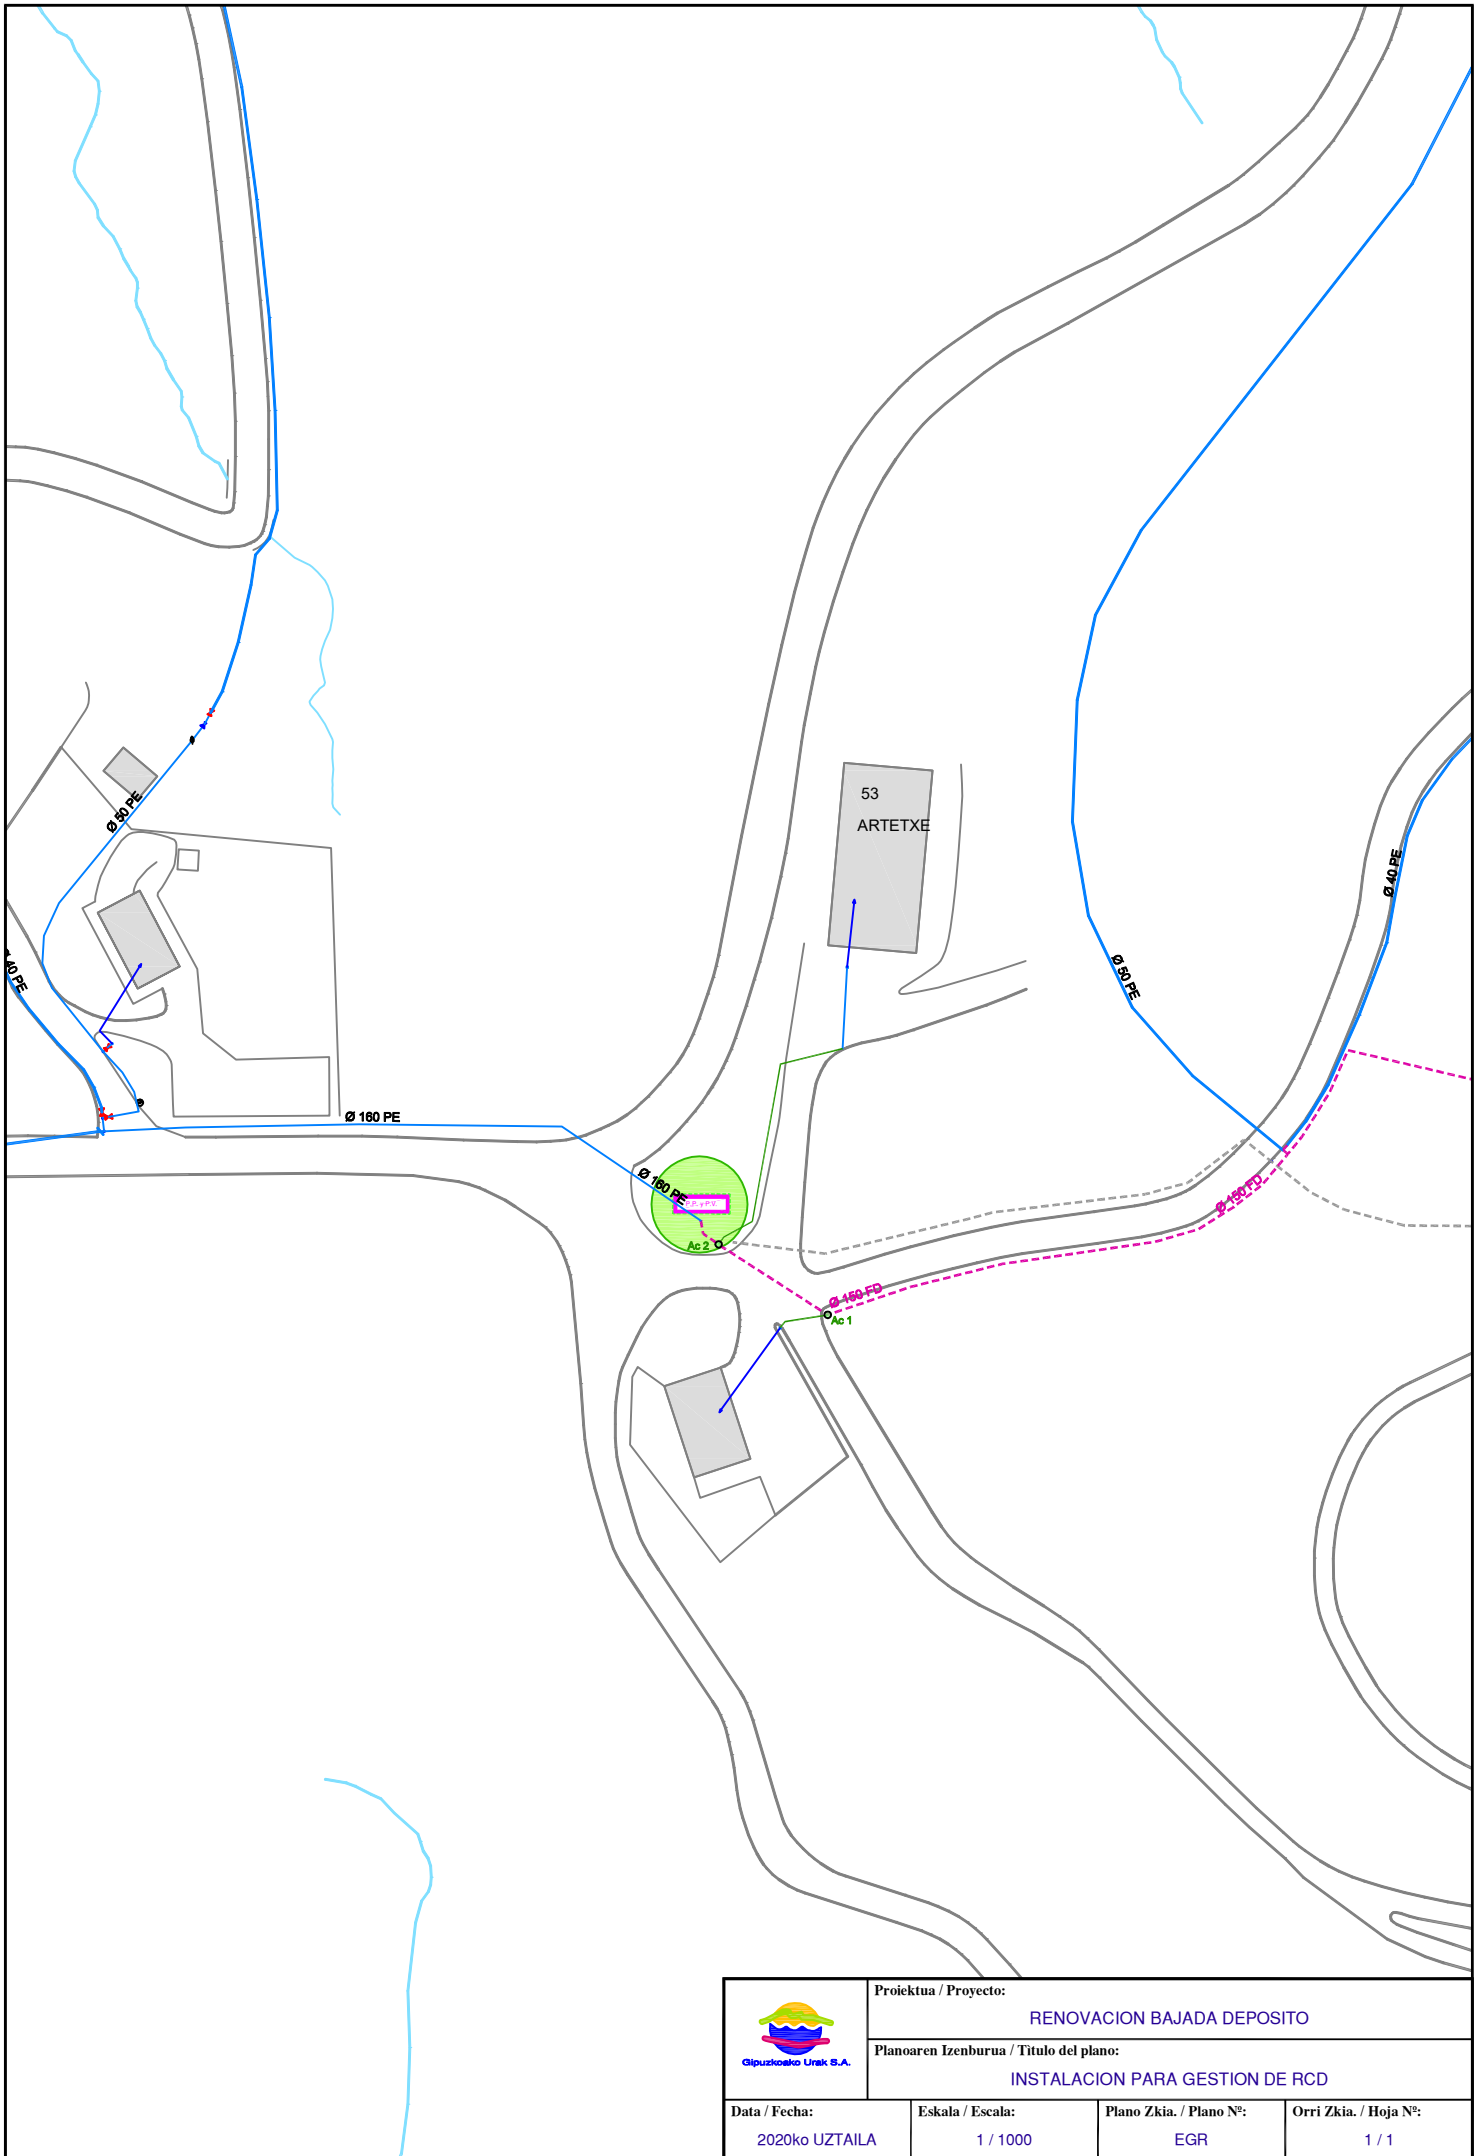 Ø 50 PE
53
ARTETXE
Ø 40 PE
Ø 40 PE
Ø 50 PE
Ø 160 PE
Ø 160 PE
P.P. y P.V.
Ø 150 FD
Ac 2
Ø 150 FD
Ac 1
Gipuzkoako Urak S.A.
Proiektua / Proyecto:
RENOVACION BAJADA DEPOSITO
Planoaren Izenburua / Titulo del plano:
INSTALACION PARA GESTION DE RCD
Data / Fecha:
2020ko UZTAILA
Eskala / Escala:
1 / 1000
Plano Zkia. / Plano Nº:
EGR
Orri Zkia. / Hoja Nº:
1 / 1